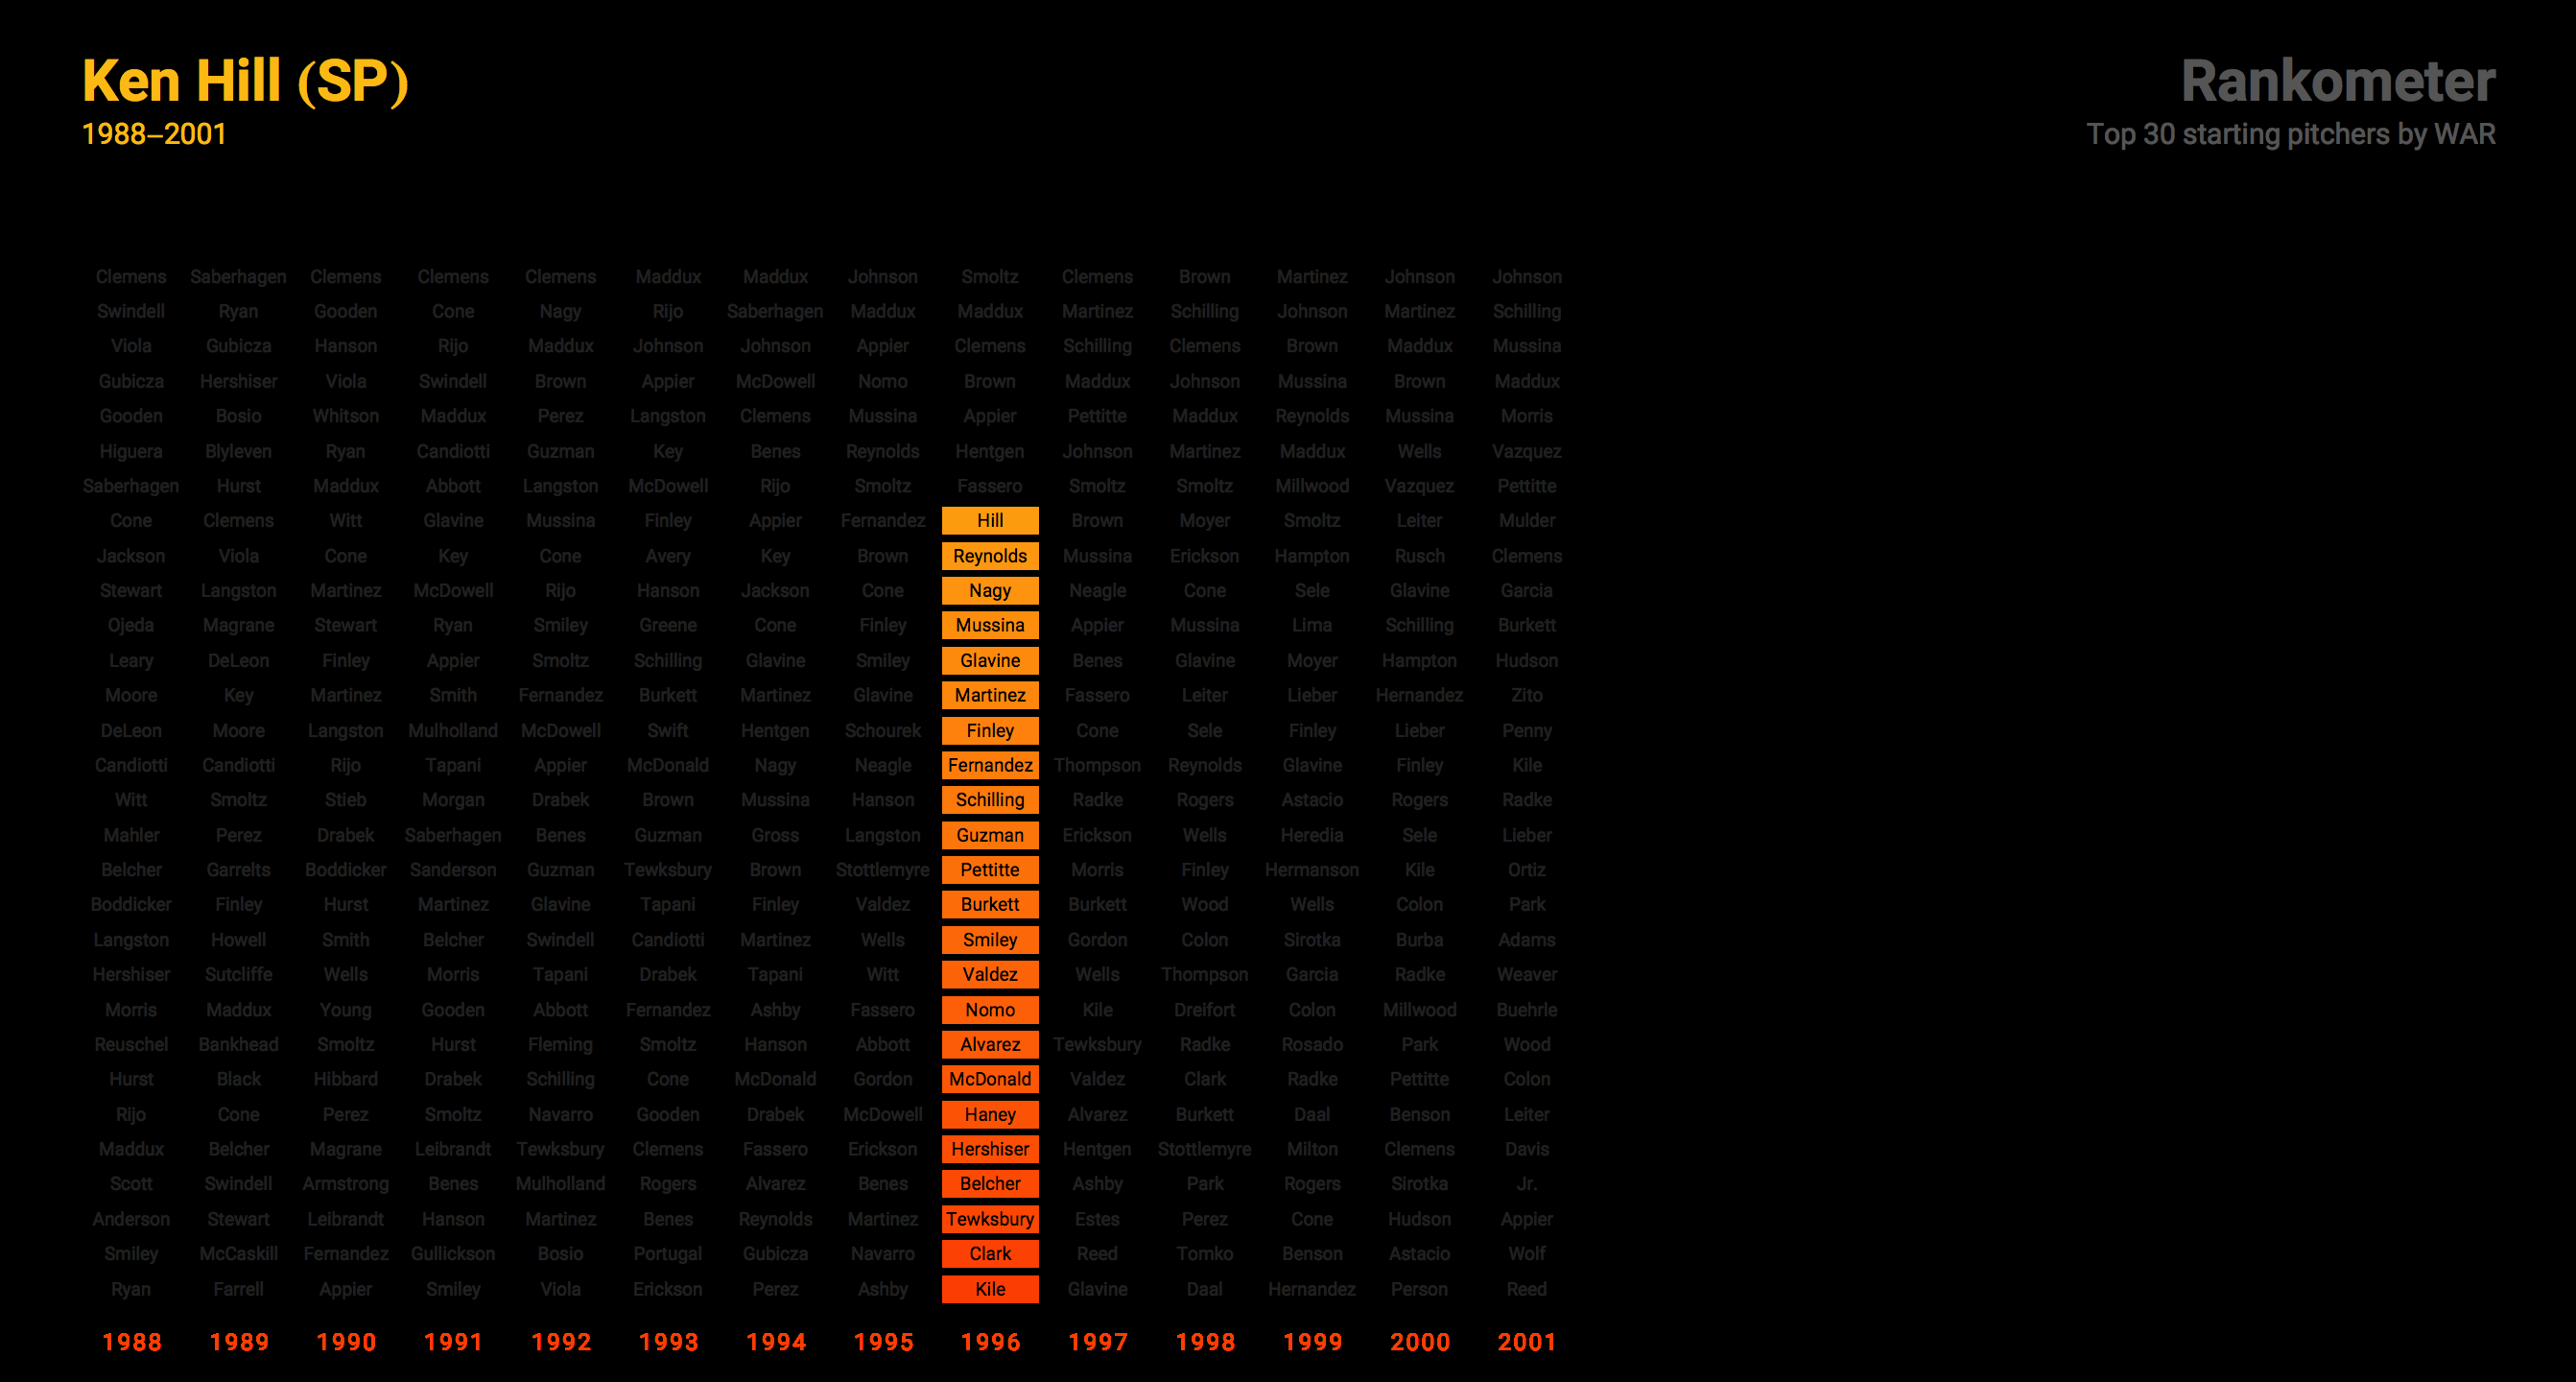 Ken Hill (SP)
1988–2001
Rankometer
Top 30 starting pitchers by WAR
Clemens Saberhagen Clemens Clemens Clemens Maddux Maddux Johnson Smoltz Clemens Brown Martinez Johnson Johnson
Swindell Ryan Gooden Cone Nagy Rijo Saberhagen Maddux Maddux Martinez Schilling Johnson Martinez Schilling
Viola Gubicza Hanson Rijo Maddux Johnson Johnson Appier Clemens Schilling Clemens Brown Maddux Mussina
Gubicza Hershiser Viola Swindell Brown Appier McDowell Nomo Brown Maddux Johnson Mussina Brown Maddux
Gooden Bosio Whitson Maddux Perez Langston Clemens Mussina Appier Pettitte Maddux Reynolds Mussina Morris
Higuera Blyleven Ryan Candiotti Guzman Key Benes Reynolds Hentgen Johnson Martinez Maddux Wells Vazquez
Saberhagen Hurst Maddux Abbott Langston McDowell Rijo Smoltz Fassero Smoltz Smoltz Millwood Vazquez Pettitte
Cone Clemens Witt Glavine Mussina Finley Appier Fernandez Hill Brown Moyer Smoltz Leiter Mulder
Jackson Viola Cone Key Cone Avery Key Brown Reynolds Mussina Erickson Hampton Rusch Clemens
Stewart Langston Martinez McDowell Rijo Hanson Jackson Cone Nagy Neagle Cone Sele Glavine Garcia
Ojeda Magrane Stewart Ryan Smiley Greene Cone Finley Mussina Appier Mussina Lima Schilling Burkett
Leary DeLeon Finley Appier Smoltz Schilling Glavine Smiley Glavine Benes Glavine Moyer Hampton Hudson
Moore Key Martinez Smith Fernandez Burkett Martinez Glavine Martinez Fassero Leiter Lieber Hernandez Zito
DeLeon Moore Langston Mulholland McDowell Swift Hentgen Schourek Finley Cone Sele Finley Lieber Penny
Candiotti Candiotti Rijo Tapani Appier McDonald Nagy Neagle Fernandez Thompson Reynolds Glavine Finley Kile
Witt Smoltz Stieb Morgan Drabek Brown Mussina Hanson Schilling Radke Rogers Astacio Rogers Radke
Mahler Perez Drabek Saberhagen Benes Guzman Gross Langston Guzman Erickson Wells Heredia Sele Lieber
Belcher Garrelts Boddicker Sanderson Guzman Tewksbury Brown Stottlemyre Pettitte Morris Finley Hermanson Kile Ortiz
Boddicker Finley Hurst Martinez Glavine Tapani Finley Valdez Burkett Burkett Wood Wells Colon Park
Langston Howell Smith Belcher Swindell Candiotti Martinez Wells Smiley Gordon Colon Sirotka Burba Adams
Hershiser Sutcliffe Wells Morris Tapani Drabek Tapani Witt Valdez Wells Thompson Garcia Radke Weaver
Morris Maddux Young Gooden Abbott Fernandez Ashby Fassero Nomo Kile Dreifort Colon Millwood Buehrle
Reuschel Bankhead Smoltz Hurst Fleming Smoltz Hanson Abbott Alvarez Tewksbury Radke Rosado Park Wood
Hurst Black Hibbard Drabek Schilling Cone McDonald Gordon McDonald Valdez Clark Radke Pettitte Colon
Rijo Cone Perez Smoltz Navarro Gooden Drabek McDowell Haney Alvarez Burkett Daal Benson Leiter
Maddux Belcher Magrane Leibrandt Tewksbury Clemens Fassero Erickson Hershiser Hentgen Stottlemyre Milton Clemens Davis
Scott Swindell Armstrong Benes Mulholland Rogers Alvarez Benes Belcher Ashby Park Rogers Sirotka Jr.
Anderson Stewart Leibrandt Hanson Martinez Benes Reynolds Martinez Tewksbury Estes Perez Cone Hudson Appier
Smiley McCaskill Fernandez Gullickson Bosio Portugal Gubicza Navarro Clark Reed Tomko Benson Astacio Wolf
Ryan Farrell Appier Smiley Viola Erickson Perez Ashby Kile Glavine Daal Hernandez Person Reed
1988 1989 1990 1991 1992 1993 1994 1995 1996 1997 1998 1999 2000 2001